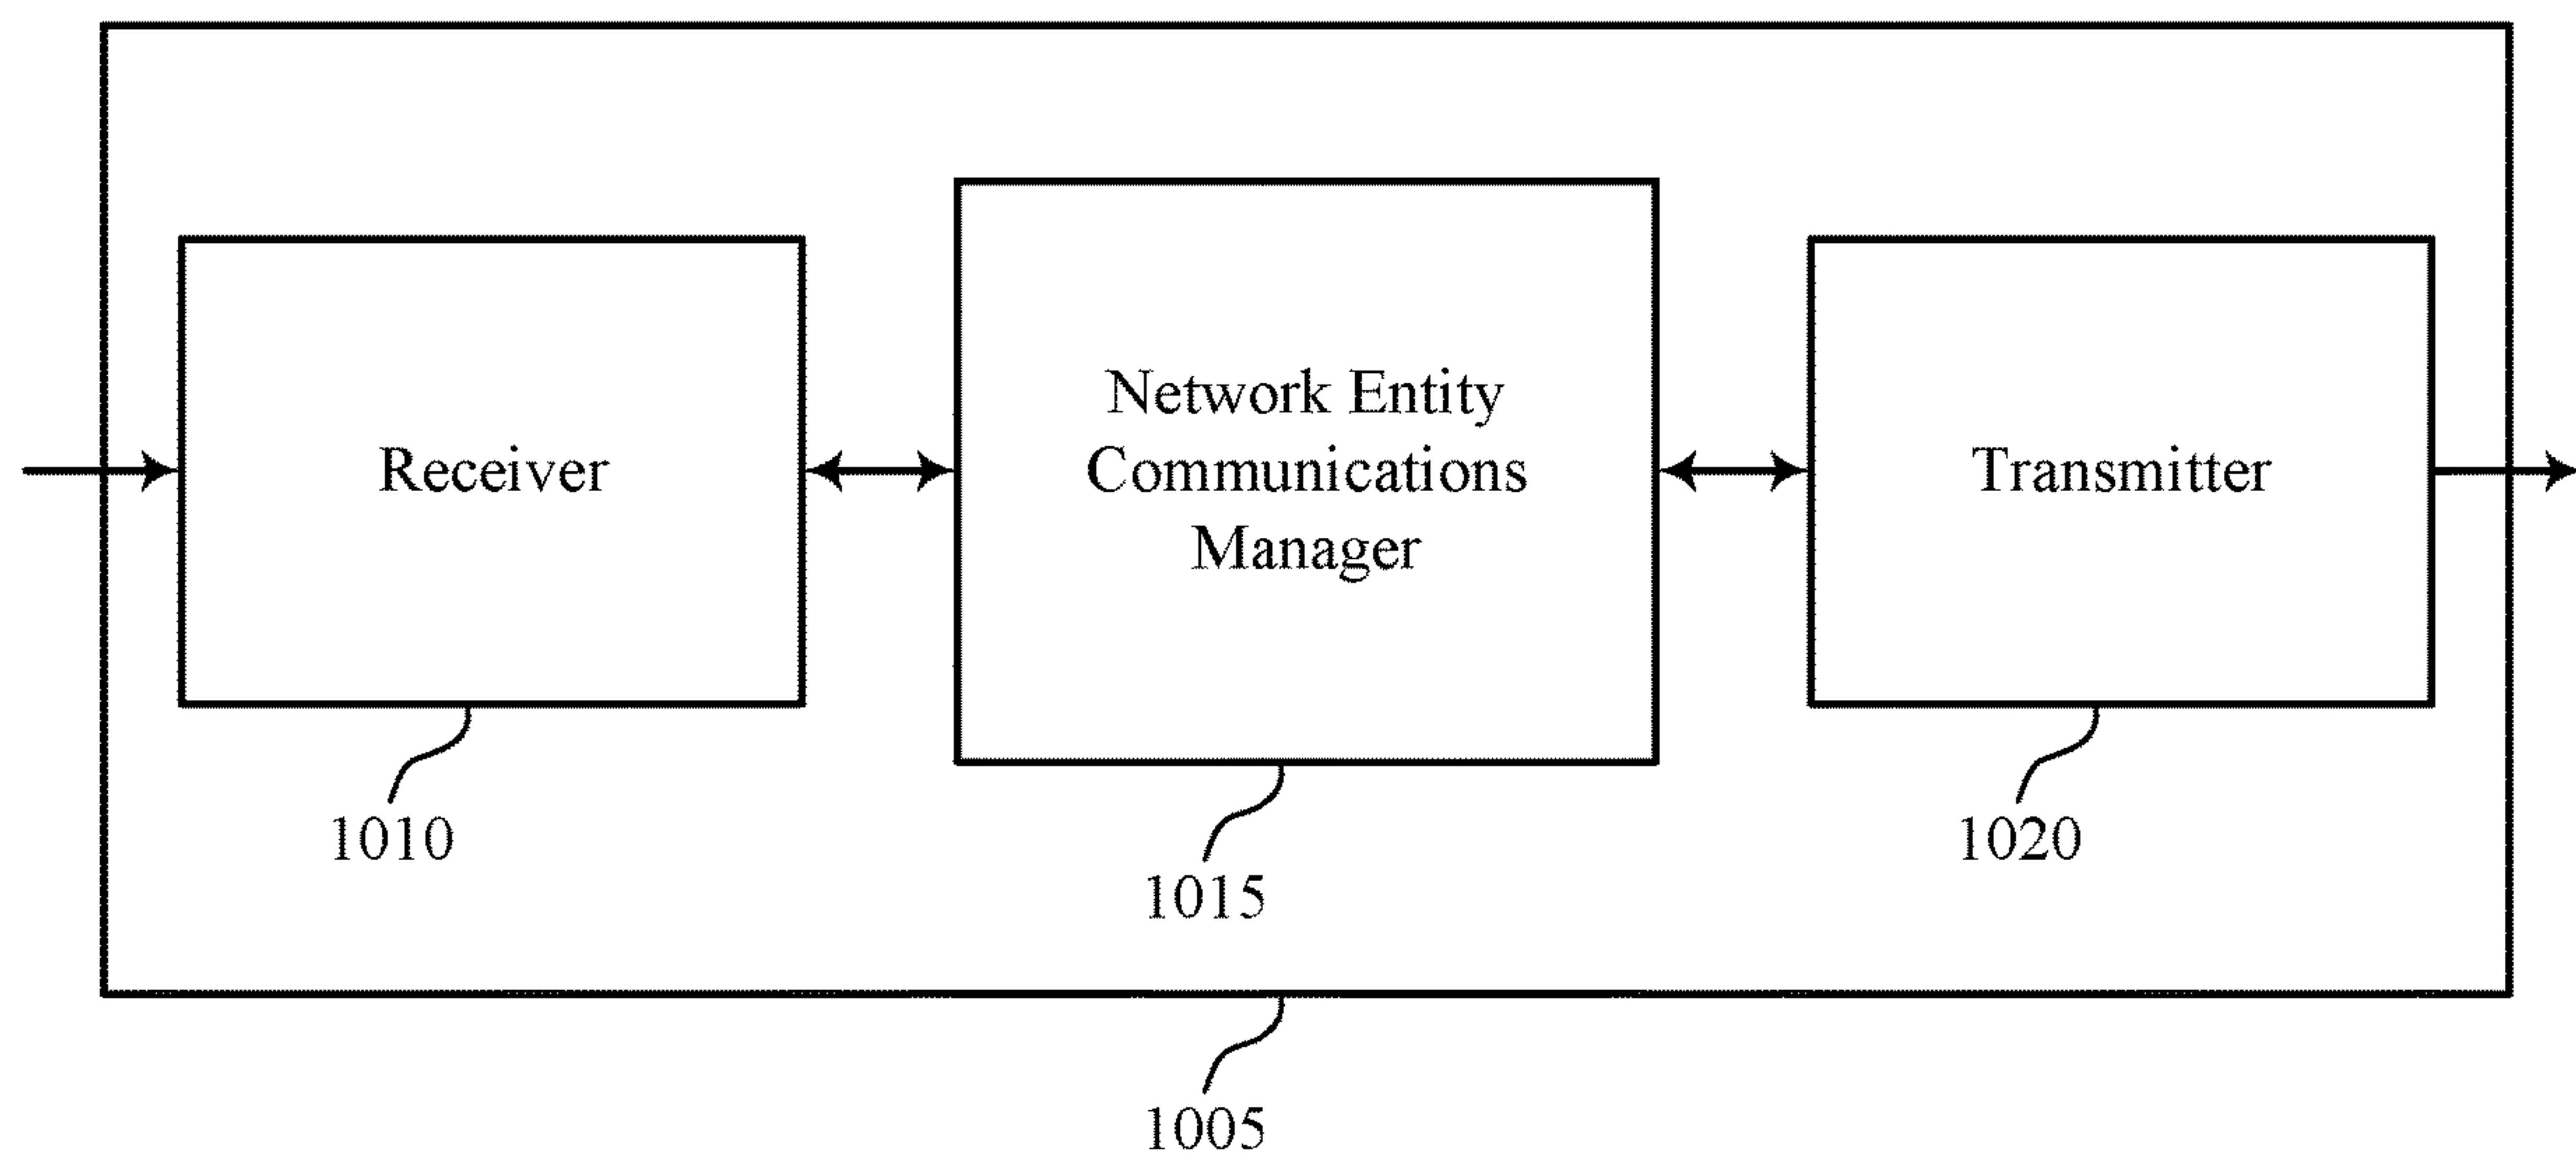 Receiver
Network Entity
Communications
Manager
Transmitter
1010
1015
1020
1005